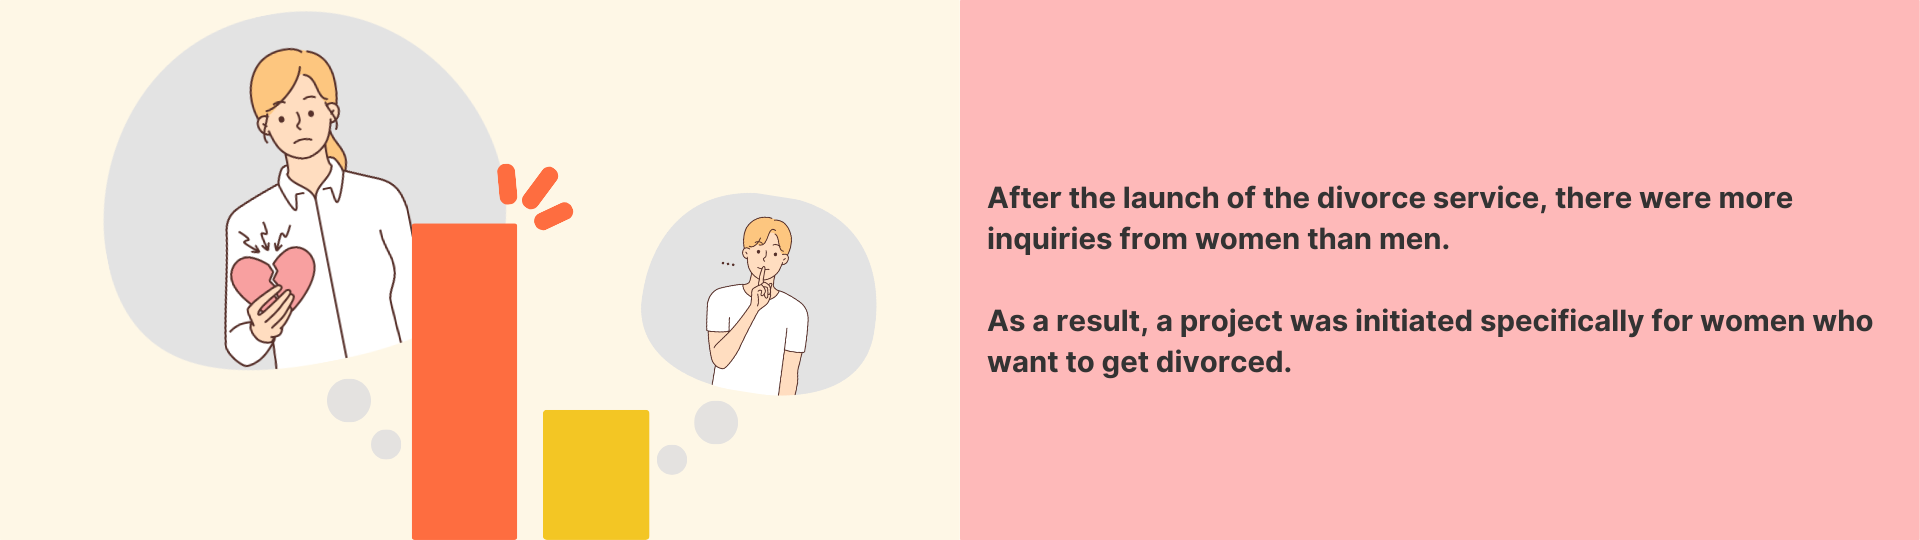 After the launch of the divorce service, there were more
inquiries from women than men.
As a result, a project was initiated specifically for women who
want to get divorced.